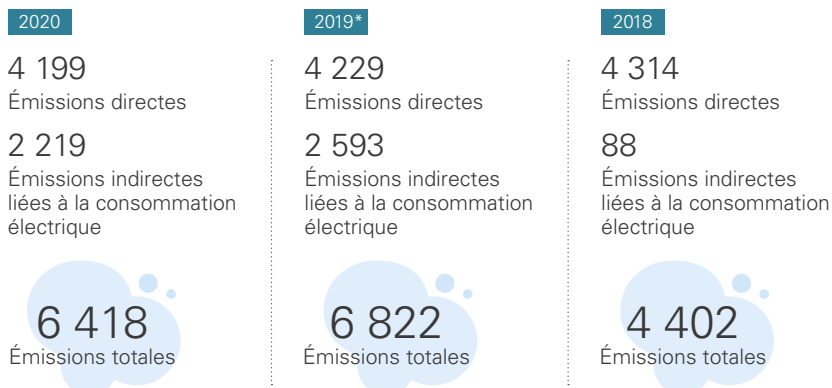 2020
4 199
Émissions directes
2 219
Émissions indirectes
liées à la consommation
électrique
6 418
Émissions totales
2019*
4 229
Émissions directes
2 593
Émissions indirectes
liées à la consommation
électrique
6 822
Émissions totales
2018
4 314
Émissions directes
88
Émissions indirectes
liées à la consommation
électrique
4 402
Émissions totales